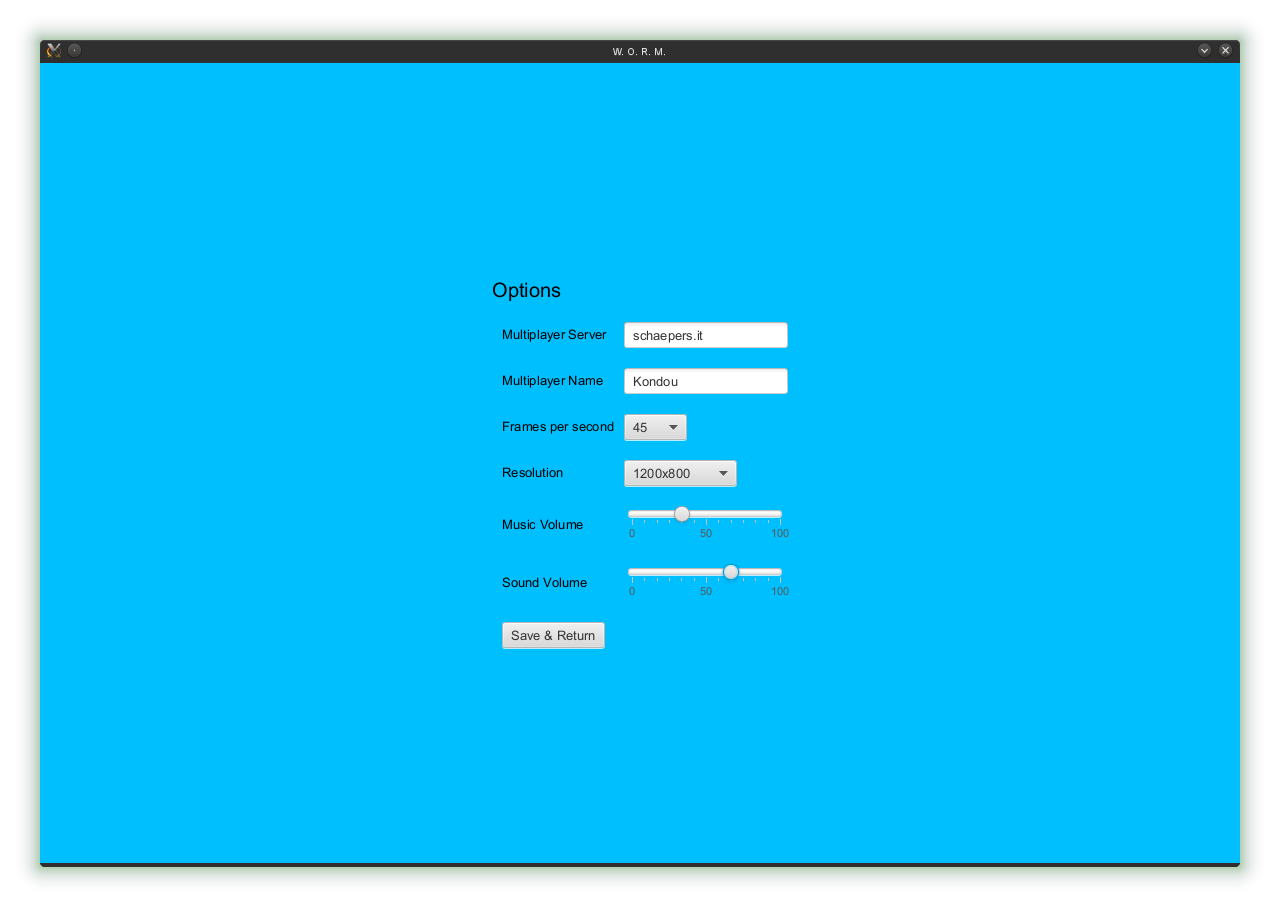 W. O. R. M.
Options
Multiplayer Server schaepers.it
Multiplayer Name Kondou
Frames per second 45
Resolution 1200x800
Music Volume
0 50 100
Sound Volume
0 50 100
Save & Return